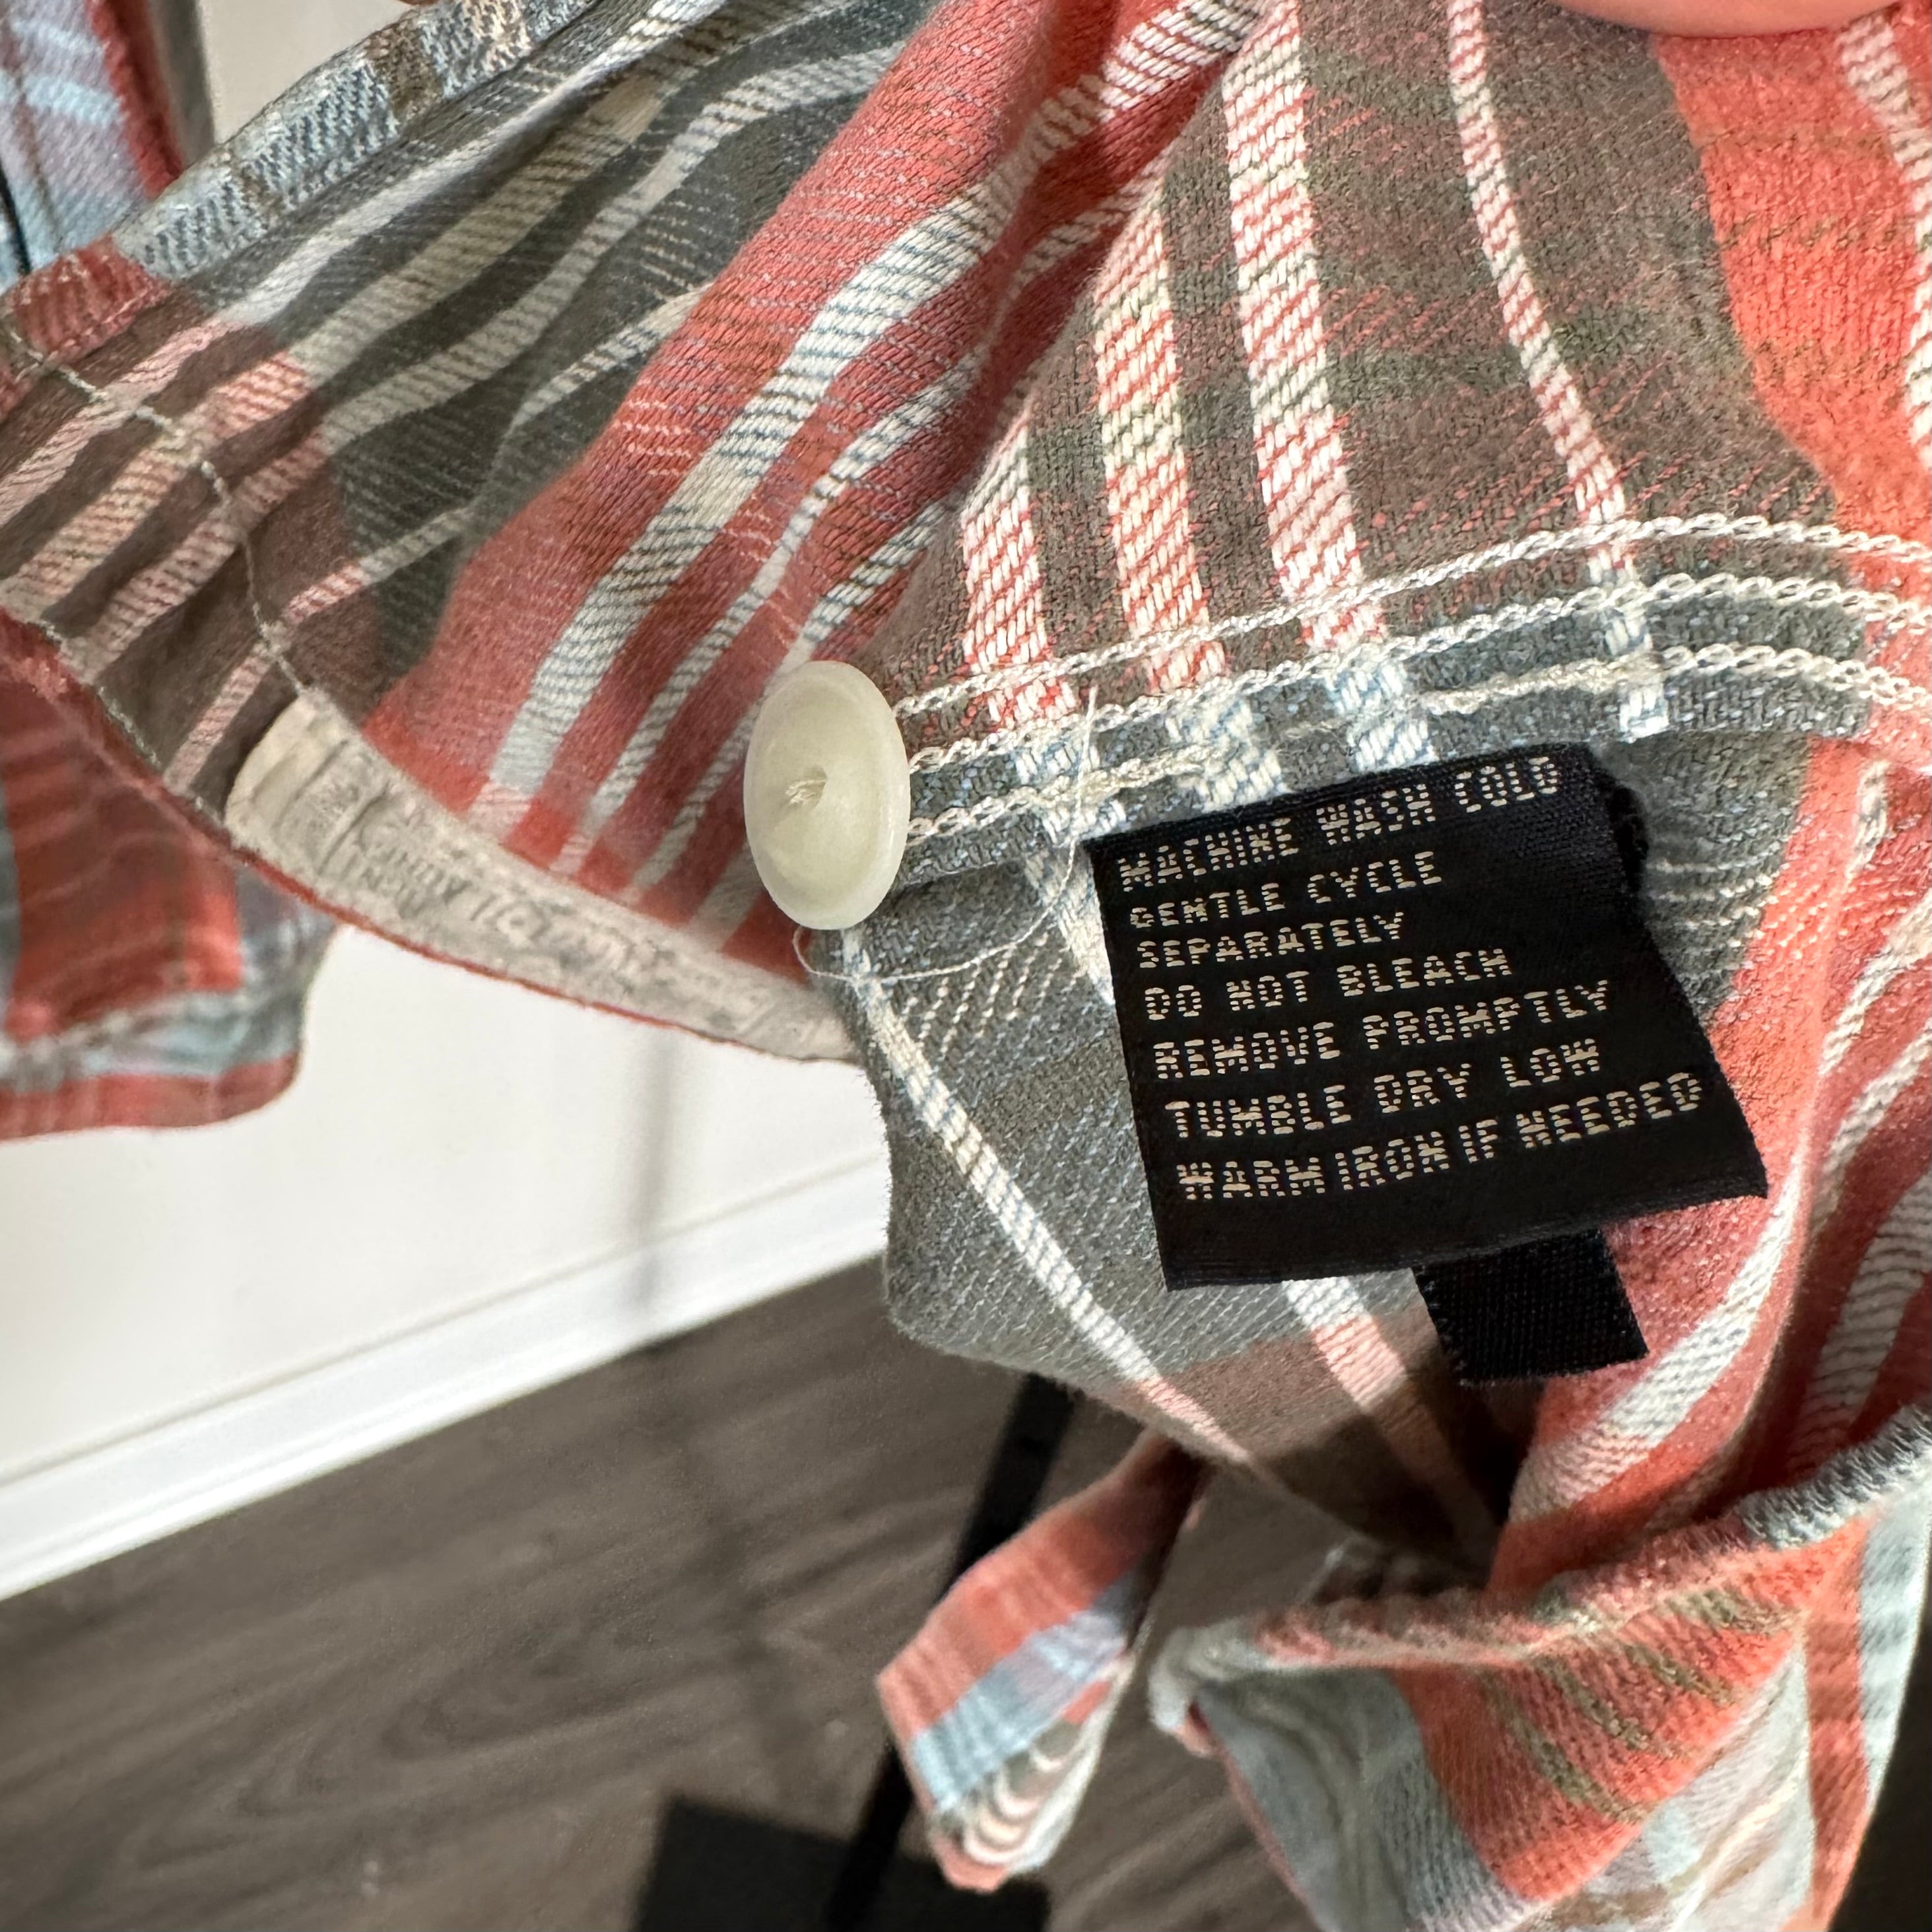 MACHINE WASH COLD
GENTLE CYCLE
SEPARATELY
DO NOT BLEACH
REMOVE PROMPTLY
TUMBLE DRY LOW
WARM IRON IF NEEDED